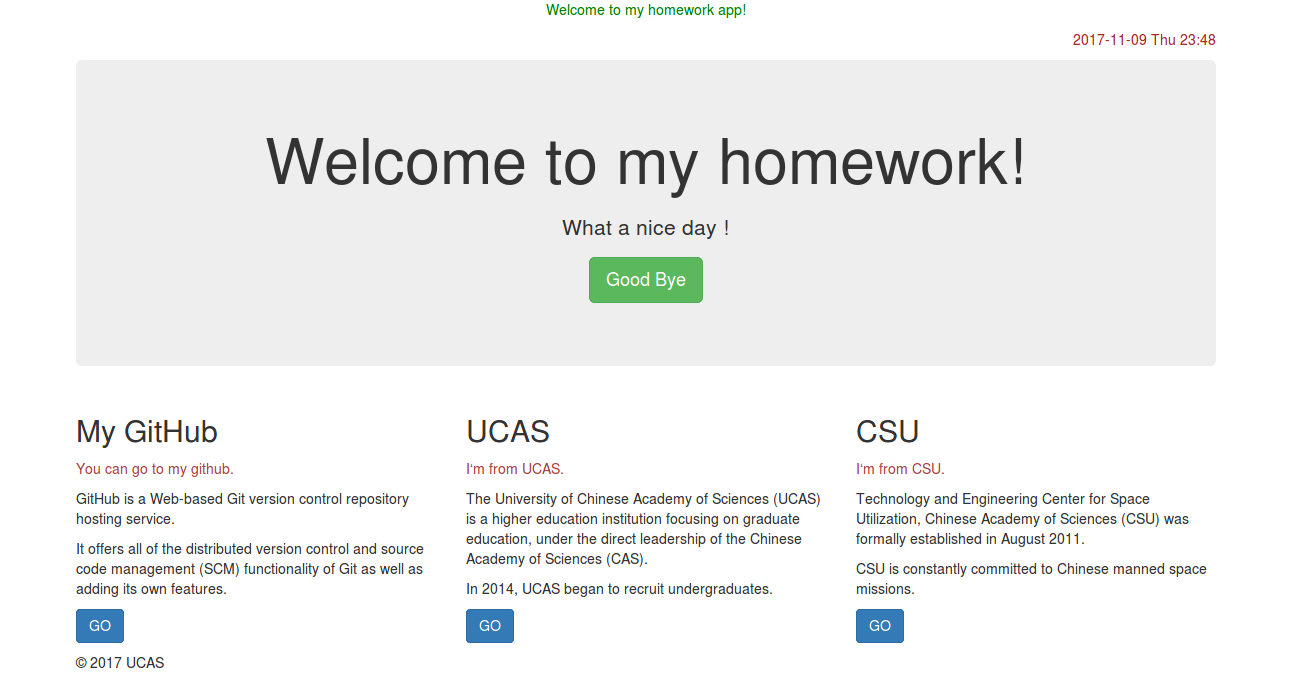 Welcome to my homework app!
2017-11-09 Thu 23:48
Welcome to my homework!
What a nice day !
Good Bye
My GitHub
You can go to my github.
GitHub is a Web-based Git version control repository
hosting service.
It offers all of the distributed version control and source
code management (SCM) functionality of Git as well as
adding its own features.
GO
UCAS
I'm from UCAS.
The University of Chinese Academy of Sciences (UCAS)
is a higher education institution focusing on graduate
education, under the direct leadership of the Chinese
Academy of Sciences (CAS).
In 2014, UCAS began to recruit undergraduates.
GO
CSU
I'm from CSU.
Technology and Engineering Center for Space
Utilization, Chinese Academy of Sciences (CSU) was
formally established in August 2011.
CSU is constantly committed to Chinese manned space
missions.
GO
© 2017 UCAS